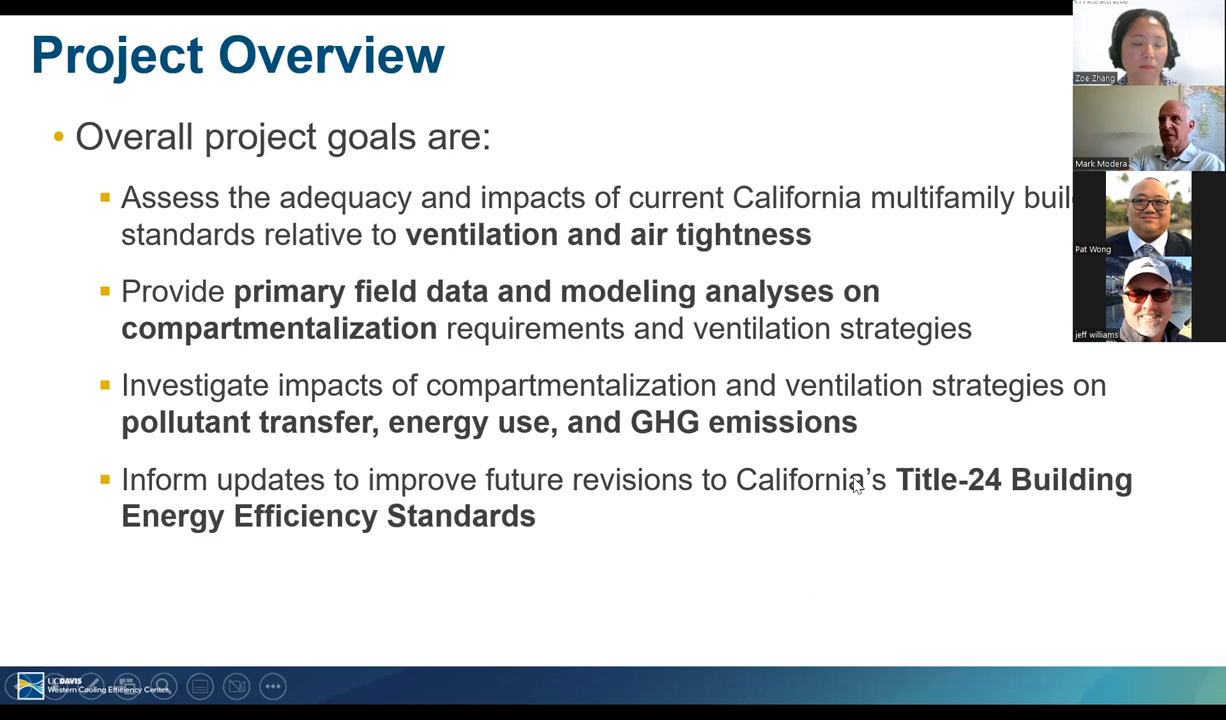 Project Overview
• Overall project goals are:
▪ Assess the adequacy and impacts of current California multifamily buil
standards relative to ventilation and air tightness
▪ Provide primary field data and modeling analyses on
compartmentalization requirements and ventilation strategies
▪ Investigate impacts of compartmentalization and ventilation strategies on
pollutant transfer, energy use, and GHG emissions
▪ Inform updates to improve future revisions to California's Title-24 Building
Energy Efficiency Standards
RESOURCES BOARD
Zoe Zhang
Mark Modera
Pat Wong
jeff williams
UCDAVIS
Western Cooling Efficiency Center